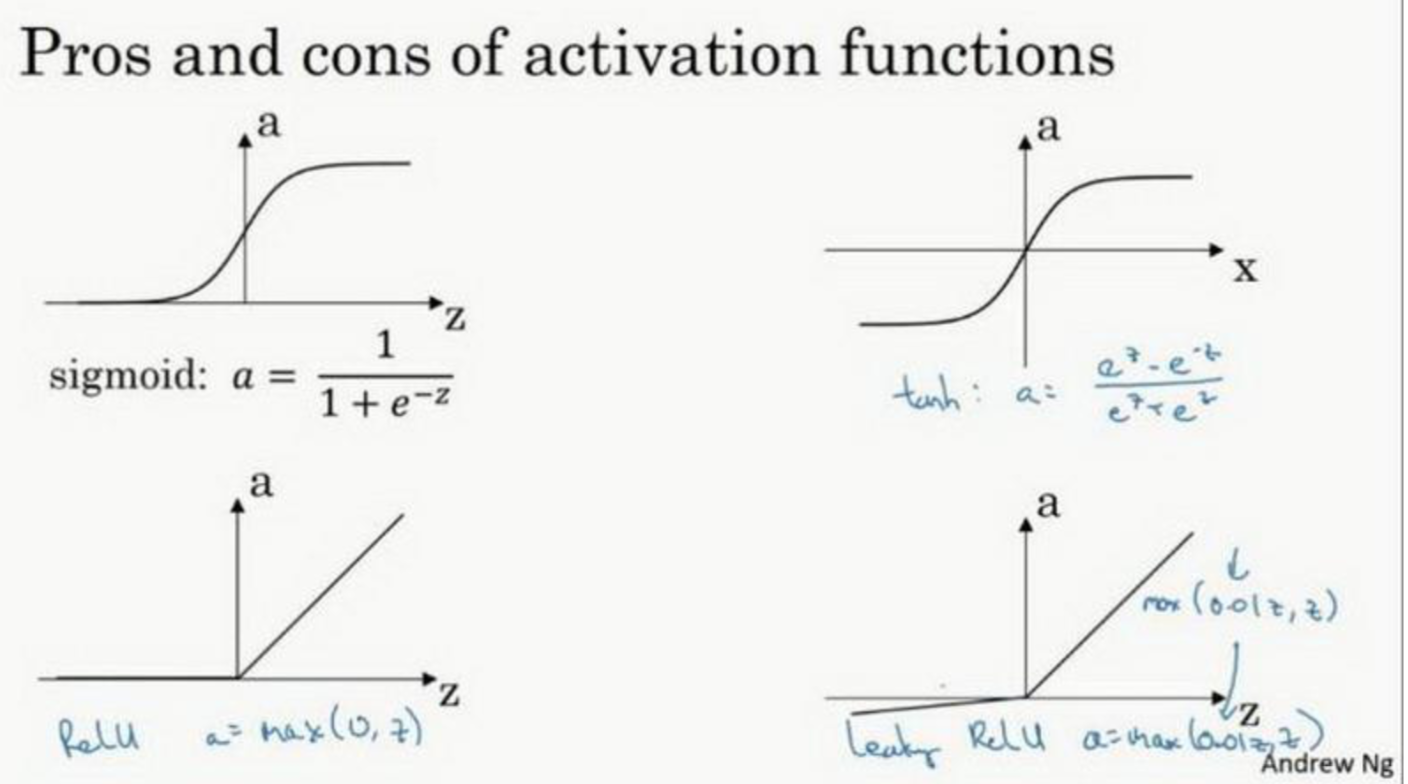 Pros and cons of activation functions
a
z
sigmoid: a = 1 / (1 + e^−z)
a
x
tanh: a = (e^z - e^-z) / (e^z + e^z)
a
z
ReLU a = max(0, z)
a
↓
max(0.01z, z)
↓
z
Leaky ReLU a = max(0.01z, z)
Andrew Ng